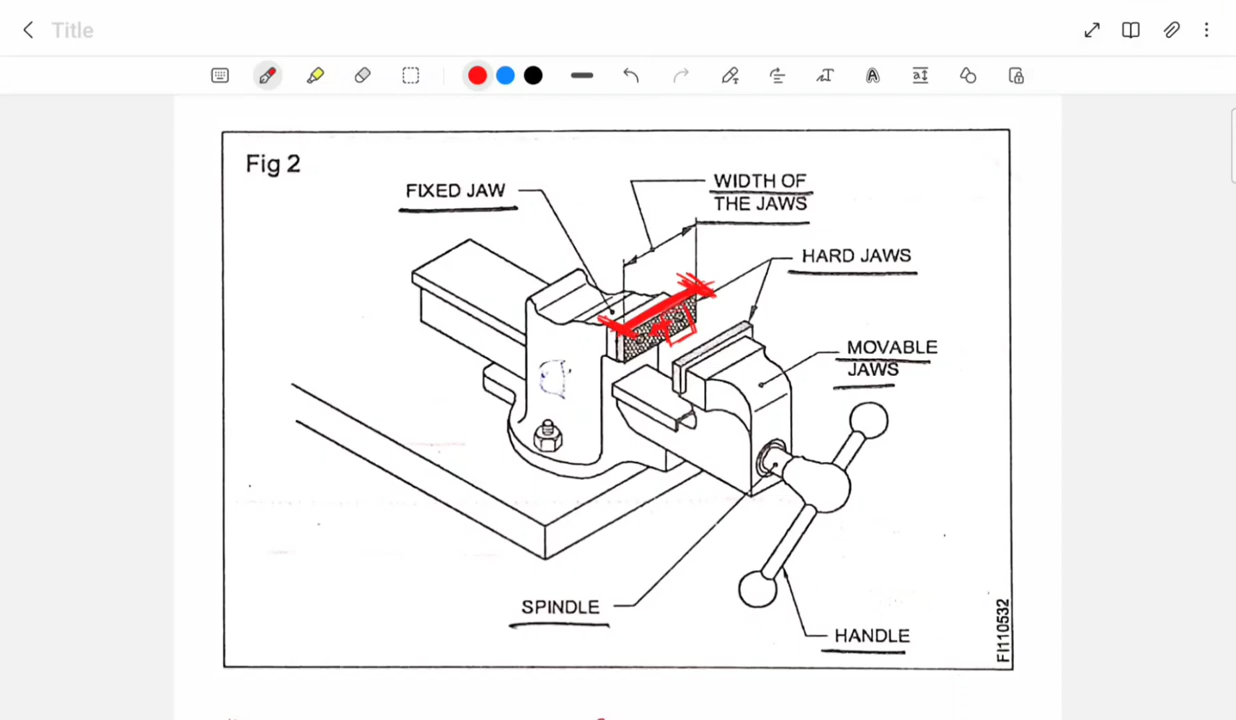 Title
Fig 2
FIXED JAW
WIDTH OF
THE JAWS
HARD JAWS
MOVABLE
JAWS
SPINDLE
HANDLE
FI110532